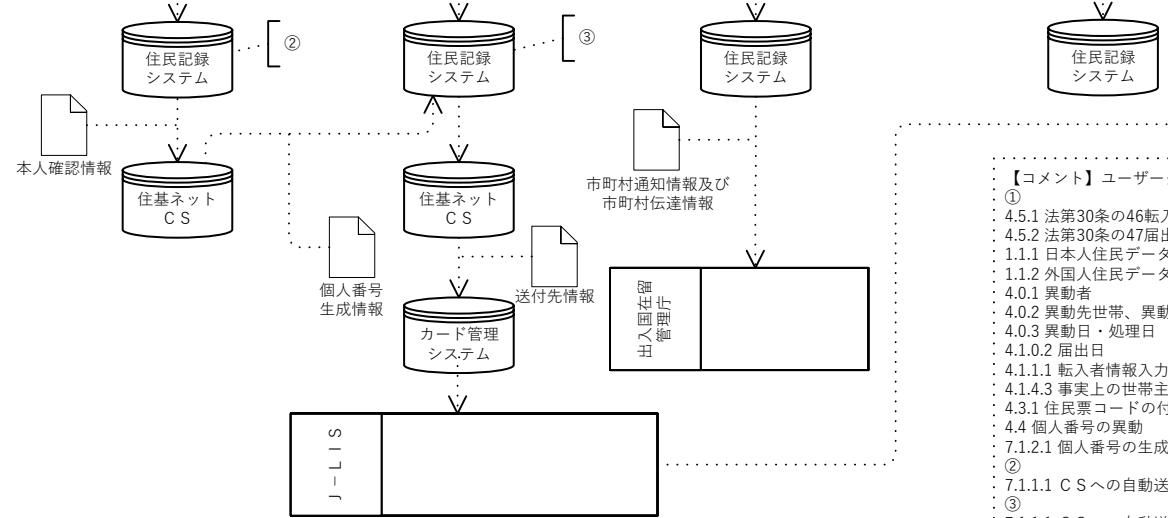 住民記録
システム
②
住民記録
システム
③
住民記録
システム
住民記録
システム
本人確認情報
住基ネット
ＣＳ
住基ネット
ＣＳ
市町村通知情報及び
市町村伝達情報
個人番号
生成情報
送付先情報
カード管理
システム
出入国在留
管理庁
Ｊ－ＬＩＳ
【コメント】ユーザー
①
4.5.1 法第30条の46転入
4.5.2 法第30条の47届出
1.1.1 日本人住民データ
1.1.2 外国人住民データ
4.0.1 異動者
4.0.2 異動先世帯、異動
4.0.3 異動日・処理日
4.1.0.2 届出日
4.1.1.1 転入者情報入力
4.1.4.3 事実上の世帯主
4.3.1 住民票コードの付
4.4 個人番号の異動
7.1.2.1 個人番号の生成
②
7.1.1.1 ＣＳへの自動送
③